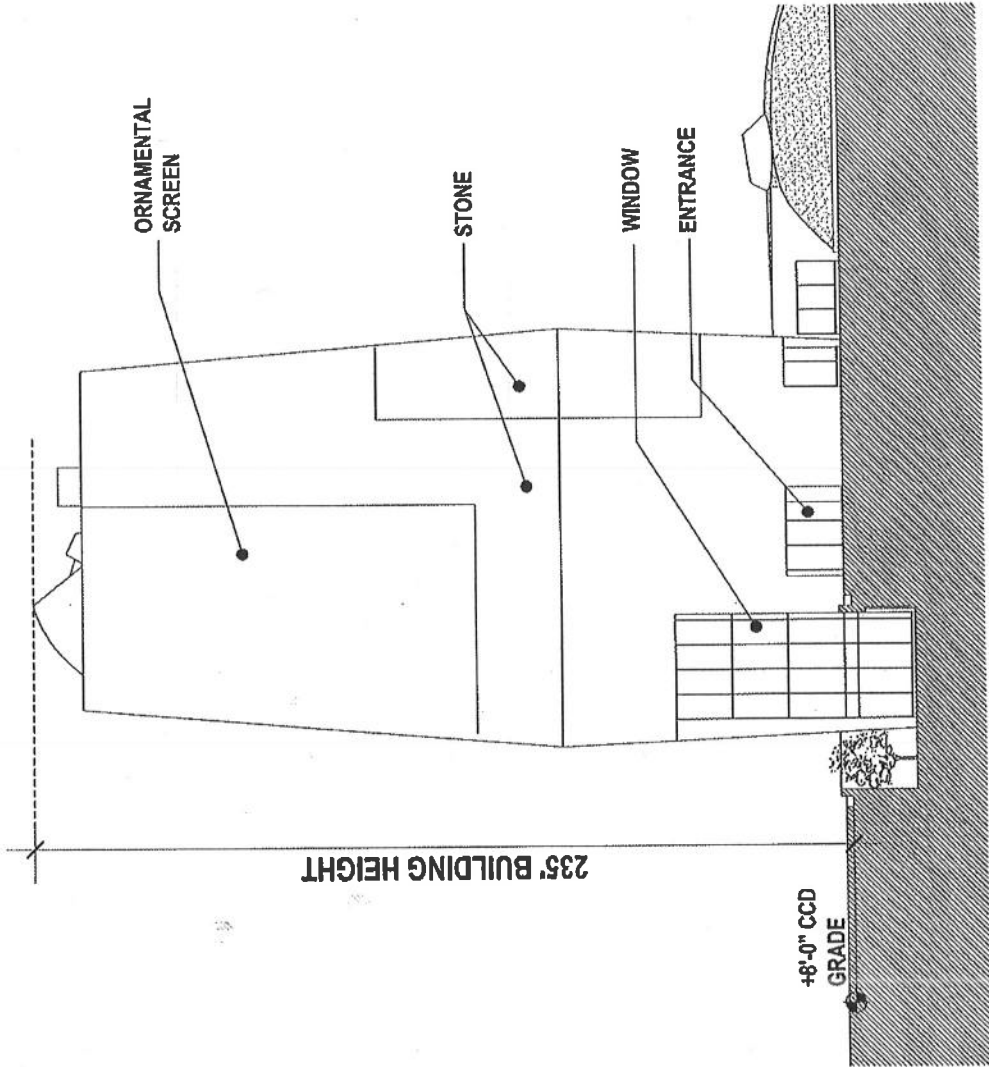 ORNAMENTAL
SCREEN
STONE
WINDOW
ENTRANCE
235' BUILDING HEIGHT
+8'-0" CCD
GRADE